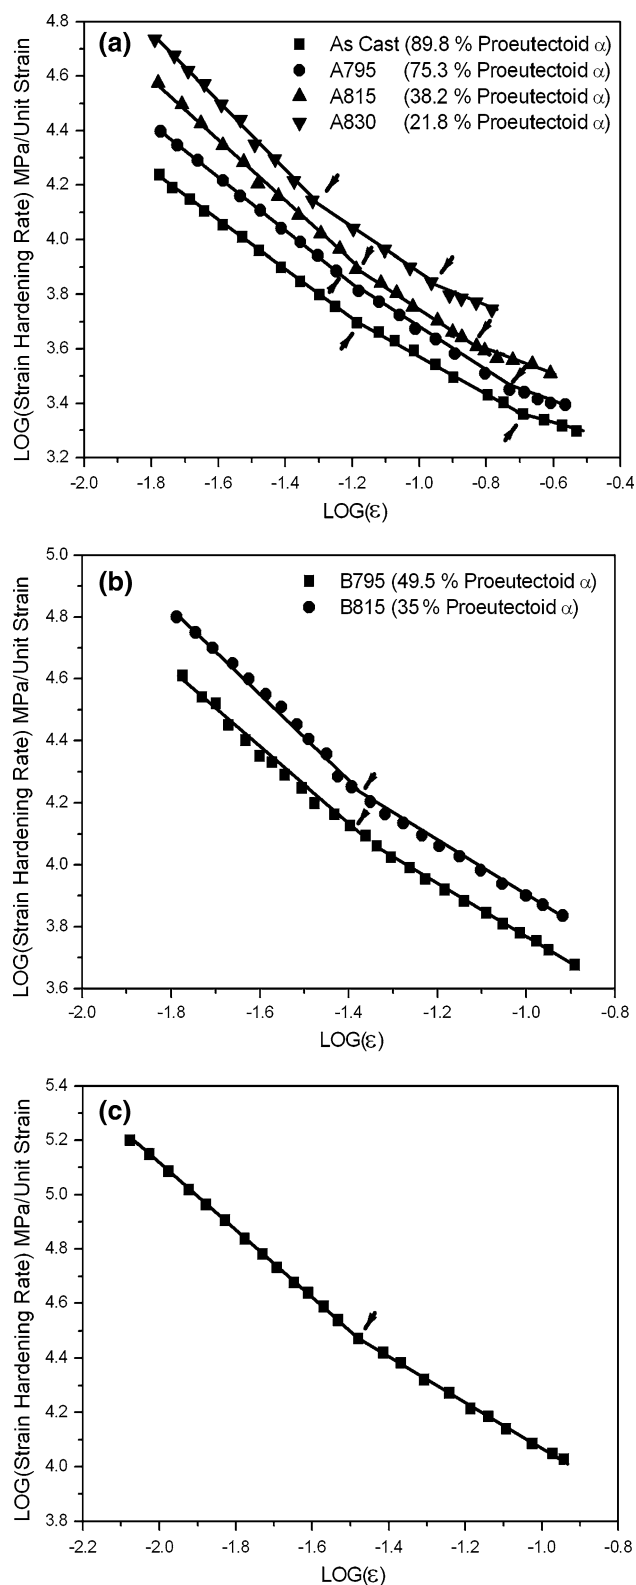 (a)
As Cast (89.8 % Proeutectoid α)
A795 (75.3 % Proeutectoid α)
A815 (38.2 % Proeutectoid α)
A830 (21.8 % Proeutectoid α)
LOG(Strain Hardening Rate) MPa/Unit Strain
4.8
4.6
4.4
4.2
4.0
3.8
3.6
3.4
3.2
-2.0 -1.8 -1.6 -1.4 -1.2 -1.0 -0.8 -0.6 -0.4
LOG(ε)
(b)
B795 (49.5 % Proeutectoid α)
B815 (35 % Proeutectoid α)
LOG(Strain Hardening Rate) MPa/Unit Strain
5.0
4.8
4.6
4.4
4.2
4.0
3.8
3.6
-2.0 -1.8 -1.6 -1.4 -1.2 -1.0 -0.8
LOG(ε)
(c)
LOG(Strain Hardening Rate) MPa/Unit Strain
5.4
5.2
5.0
4.8
4.6
4.4
4.2
4.0
3.8
-2.2 -2.0 -1.8 -1.6 -1.4 -1.2 -1.0 -0.8
LOG(ε)